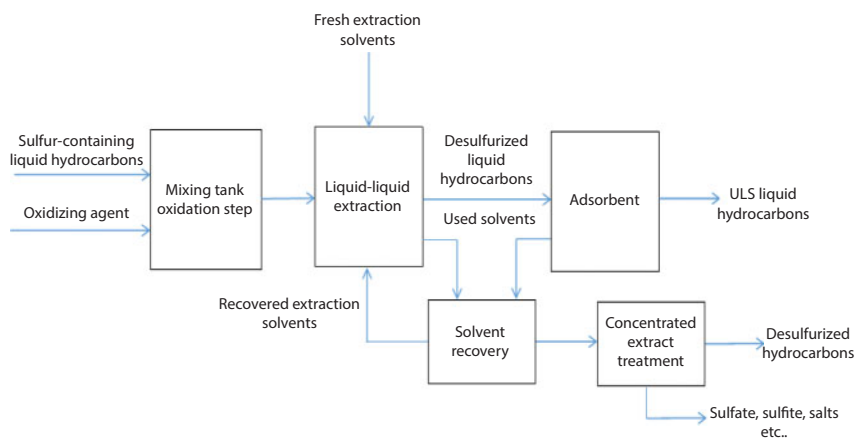 Fresh extraction
solvents
Sulfur-containing
liquid hydrocarbons
Oxidizing agent
Mixing tank
oxidation step
Liquid-liquid
extraction
Desulfurized
liquid
hydrocarbons
Used solvents
Adsorbent
ULS liquid
hydrocarbons
Recovered extraction
solvents
Solvent
recovery
Concentrated
extract
treatment
Desulfurized
hydrocarbons
Sulfate, sulfite, salts
etc..